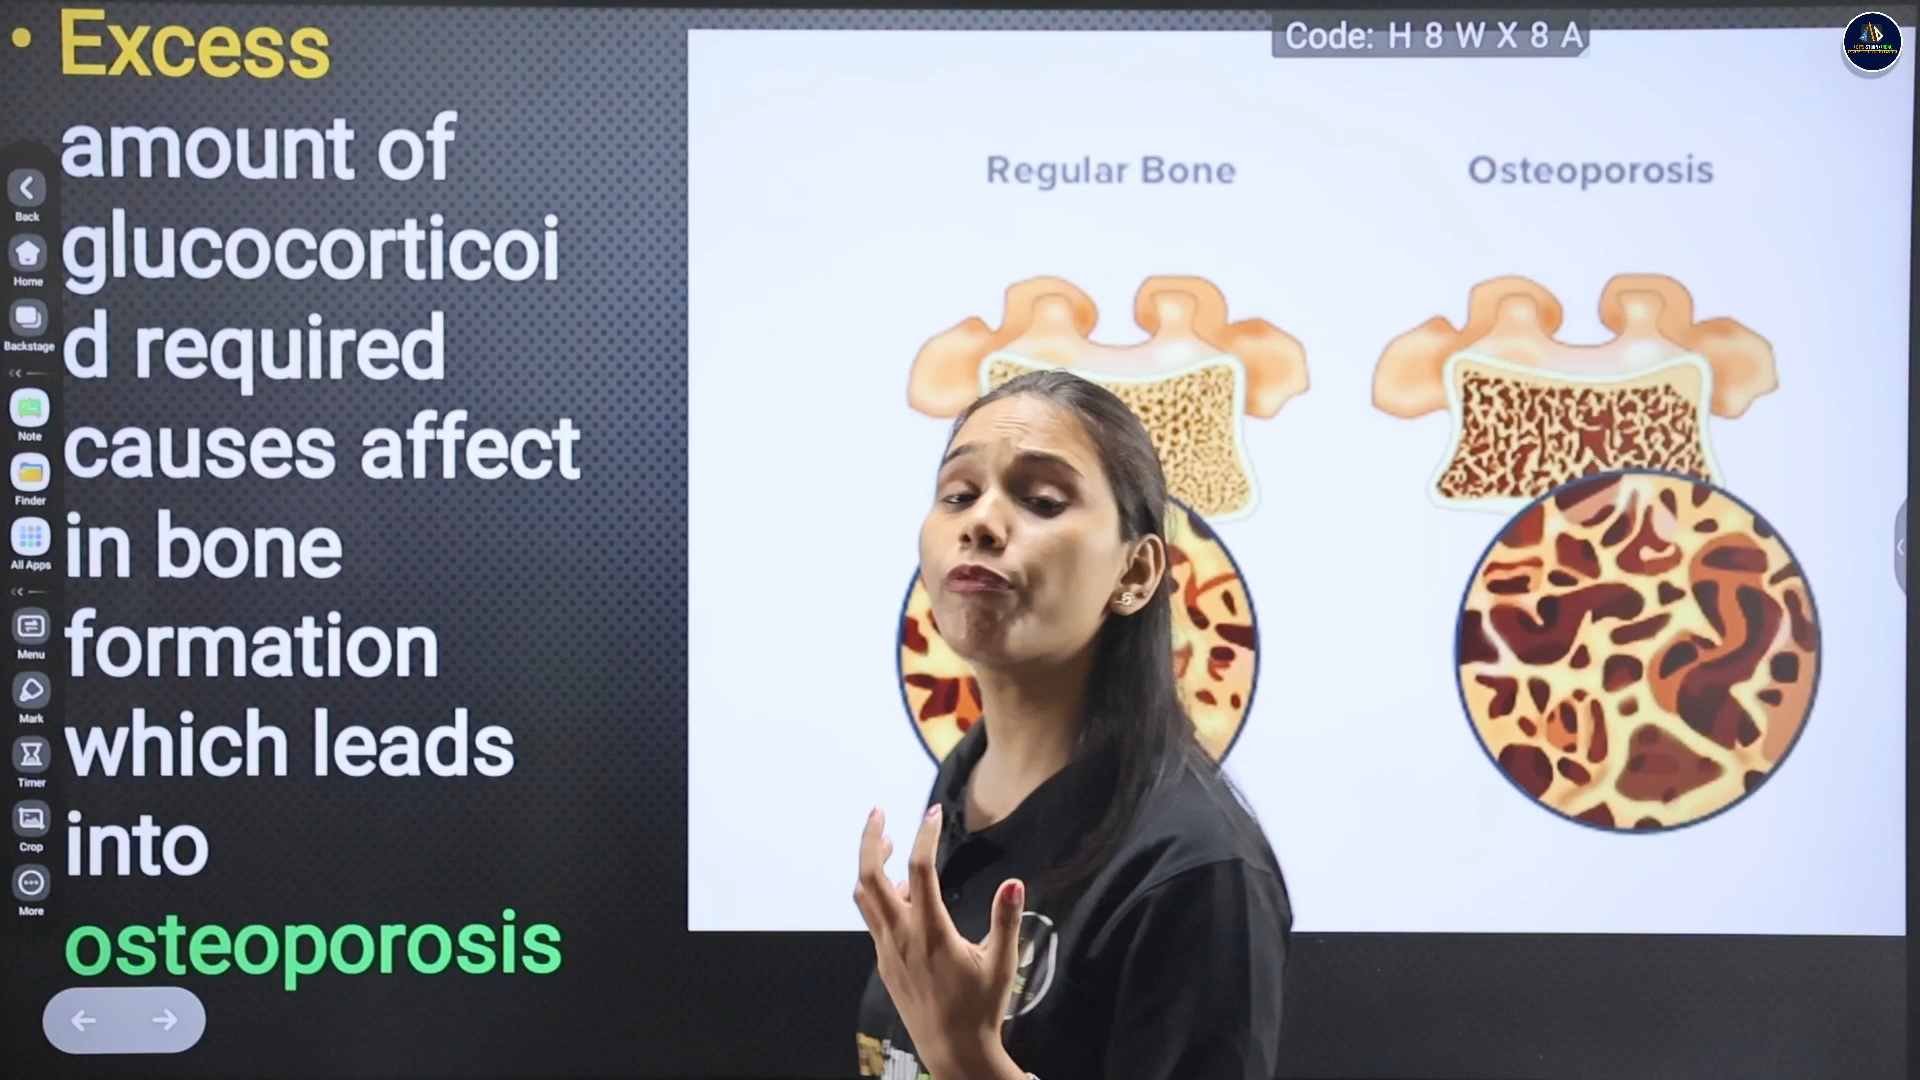 • Excess
amount of
glucocorticoi
d required
causes affect
in bone
formation
which leads
into
osteoporosis
Code: H 8 W X 8 A
Regular Bone
Osteoporosis
Back
Home
Backstage
Note
Finder
All Apps
Menu
Mark
Timer
Crop
More